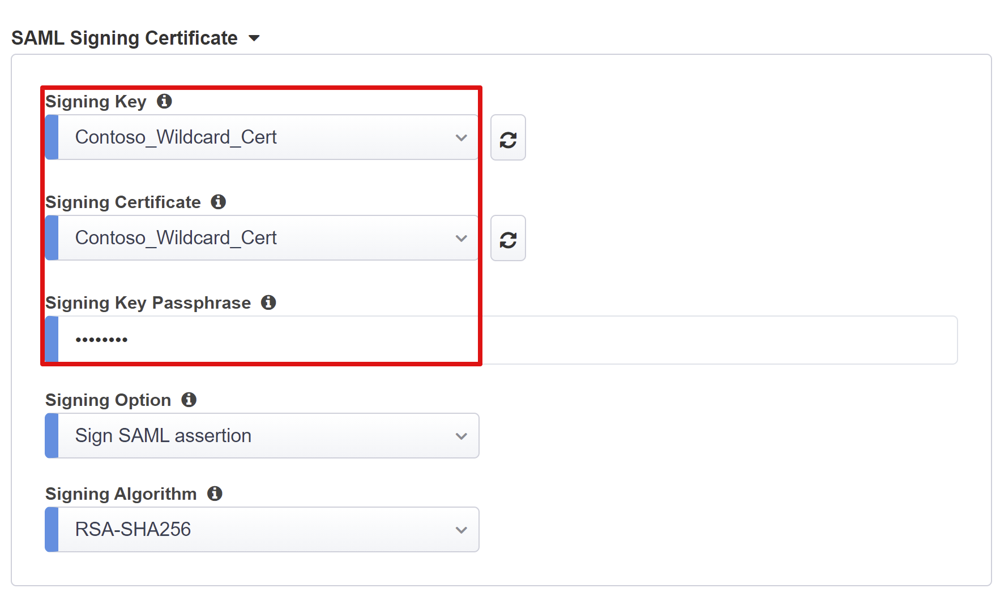 SAML Signing Certificate
Signing Key
Contoso_Wildcard_Cert
Signing Certificate
Contoso_Wildcard_Cert
Signing Key Passphrase
••••••••
Signing Option
Sign SAML assertion
Signing Algorithm
RSA-SHA256